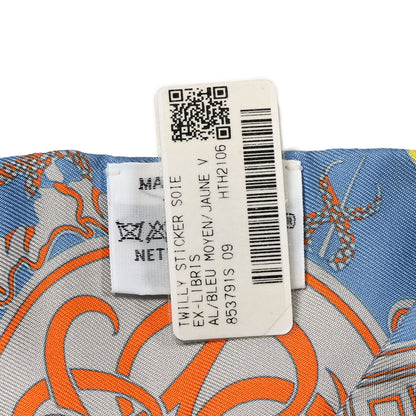 MA
NET
TWILLY STICKER SOIE
EX-LIBRIS
AL/BLEU MOYEN/JAUNE V
853791S 09
HTH2106